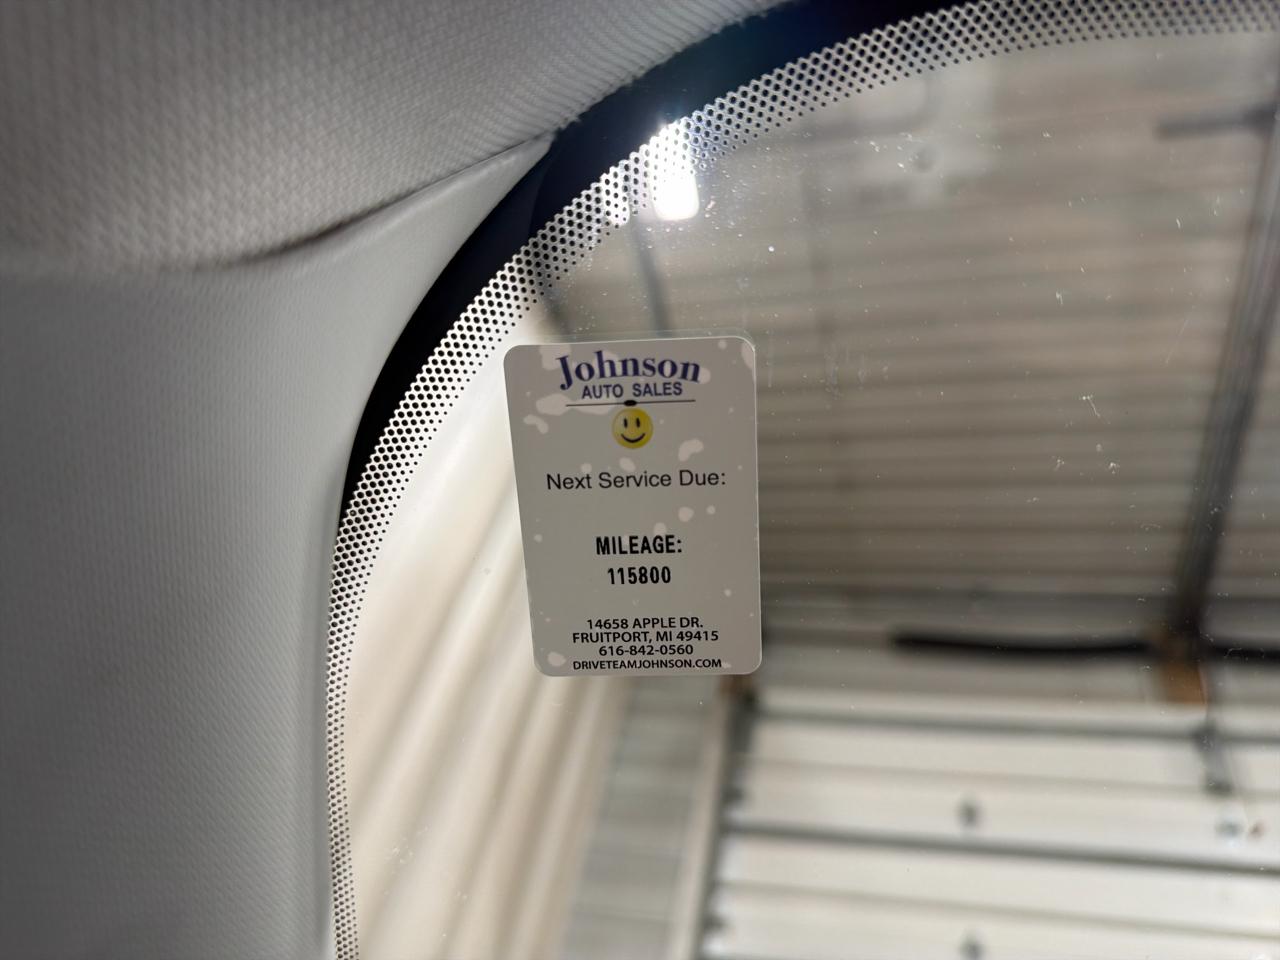 Johnson
AUTO SALES
Next Service Due:
MILEAGE:
115800
14658 APPLE DR.
FRUITPORT, MI 49415
616-842-0560
DRIVETEAMJOHNSON.COM